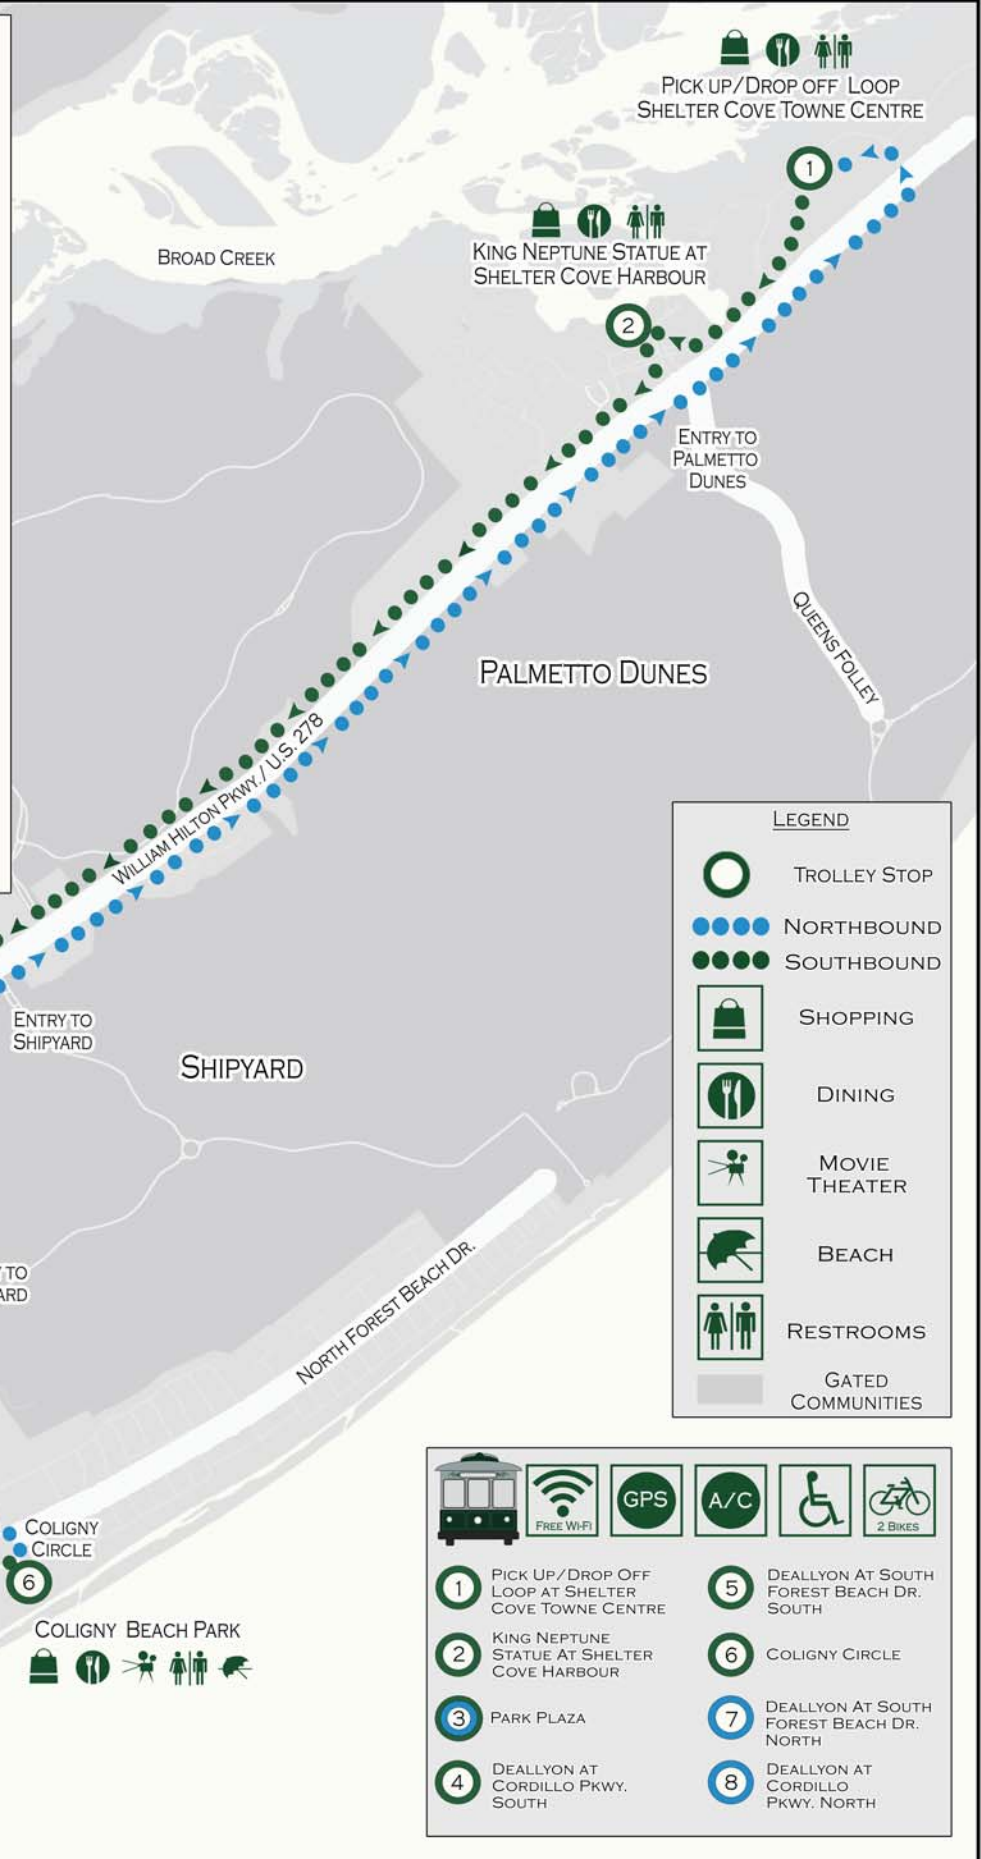 PICK UP/DROP OFF LOOP
SHELTER COVE TOWNE CENTRE
1
BROAD CREEK
KING NEPTUNE STATUE AT
SHELTER COVE HARBOUR
2
ENTRY TO
PALMETTO
DUNES
QUEENS FOLLEY
PALMETTO DUNES
WILLIAM HILTON PKWY./ U.S. 278
ENTRY TO
SHIPYARD
SHIPYARD
TO
ARD
NORTH FOREST BEACH DR.
COLIGNY
CIRCLE
6
COLIGNY BEACH PARK
LEGEND
TROLLEY STOP
NORTHBOUND
SOUTHBOUND
SHOPPING
DINING
MOVIE
THEATER
BEACH
RESTROOMS
GATED
COMMUNITIES
FREE WI-FI
GPS
A/C
2 BIKES
1 PICK UP/DROP OFF
LOOP AT SHELTER
COVE TOWNE CENTRE
2 KING NEPTUNE
STATUE AT SHELTER
COVE HARBOUR
3 PARK PLAZA
4 DEALLYON AT
CORDILLO PKWY.
SOUTH
5 DEALLYON AT SOUTH
FOREST BEACH DR.
SOUTH
6 COLIGNY CIRCLE
7 DEALLYON AT SOUTH
FOREST BEACH DR.
NORTH
8 DEALLYON AT
CORDILLO
PKWY. NORTH